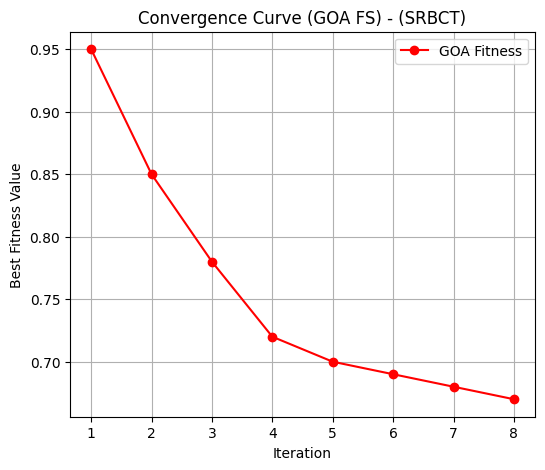 Convergence Curve (GOA FS) - (SRBCT)
GOA Fitness
Best Fitness Value
0.95
0.90
0.85
0.80
0.75
0.70
1 2 3 4 5 6 7 8
Iteration